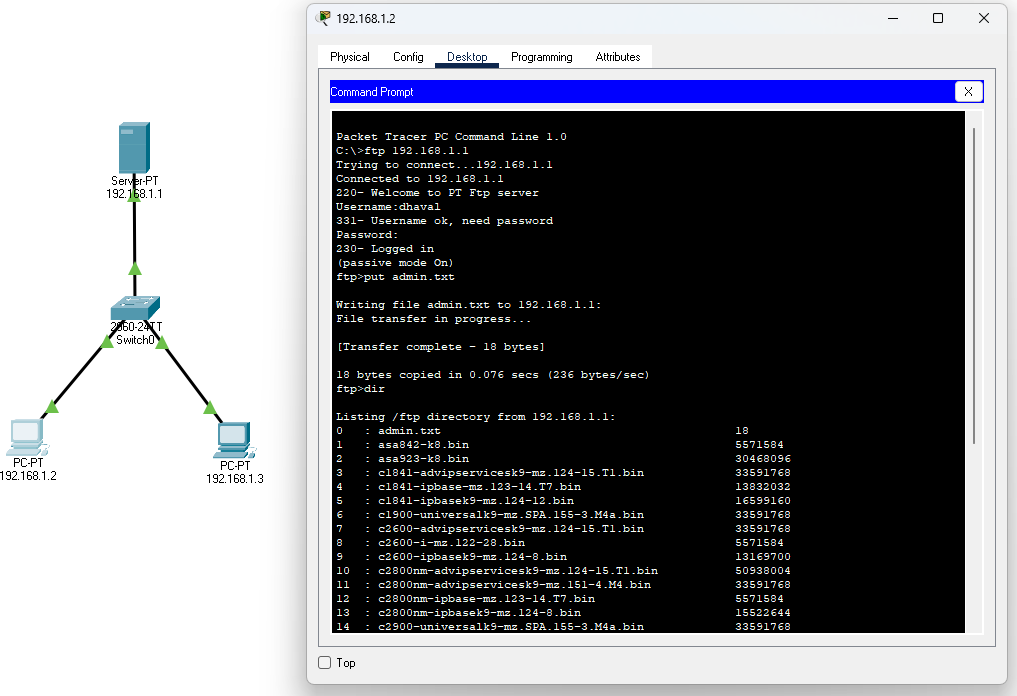 192.168.1.2
Physical Config Desktop Programming Attributes
Command Prompt
X
Packet Tracer PC Command Line 1.0
C:\>ftp 192.168.1.1
Trying to connect...192.168.1.1
Connected to 192.168.1.1
220- Welcome to PT Ftp server
Username:dhaval
331- Username ok, need password
Password:
230- Logged in
(passive mode On)
ftp>put admin.txt
Writing file admin.txt to 192.168.1.1:
File transfer in progress...
[Transfer complete - 18 bytes]
18 bytes copied in 0.076 secs (236 bytes/sec)
ftp>dir
Listing /ftp directory from 192.168.1.1:
0 : admin.txt 18
1 : asa842-k8.bin 5571584
2 : asa923-k8.bin 30468096
3 : c1841-advipservicesk9-mz.124-15.T1.bin 33591768
4 : c1841-ipbase-mz.123-14.T7.bin 13832032
5 : c1841-ipbasek9-mz.124-12.bin 16599160
6 : c1900-universalk9-mz.SPA.155-3.M4a.bin 33591768
7 : c2600-advipservicesk9-mz.124-15.T1.bin 33591768
8 : c2600-i-mz.122-28.bin 5571584
9 : c2600-ipbasek9-mz.124-8.bin 13169700
10 : c2800nm-advipservicesk9-mz.124-15.T1.bin 50938004
11 : c2800nm-advipservicesk9-mz.151-4.M4.bin 33591768
12 : c2800nm-ipbase-mz.123-14.T7.bin 5571584
13 : c2800nm-ipbasek9-mz.124-8.bin 15522644
14 : c2900-universalk9-mz.SPA.155-3.M4a.bin 33591768
Top
Server-PT
192.168.1.1
2960-24TT
Switch0
PC-PT
192.168.1.2
PC-PT
192.168.1.3